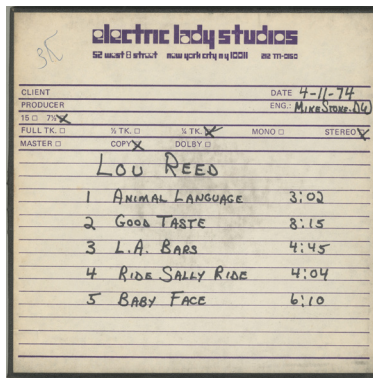 35
electric lady studios
52 west 8 street new york city n y 10011
CLIENT DATE 4-11-74
PRODUCER ENG.: MIKE STONE
15 □ 7½ X
FULL TK. □ ½ TK. □ ¼ TK. X MONO □ STEREO X
MASTER □ COPY X DOLBY □
LOU REED
1 ANIMAL LANGUAGE 3:02
2 GOOD TASTE 8:15
3 L.A. BARS 4:45
4 RIDE SALLY RIDE 4:04
5 BABY FACE 6:10